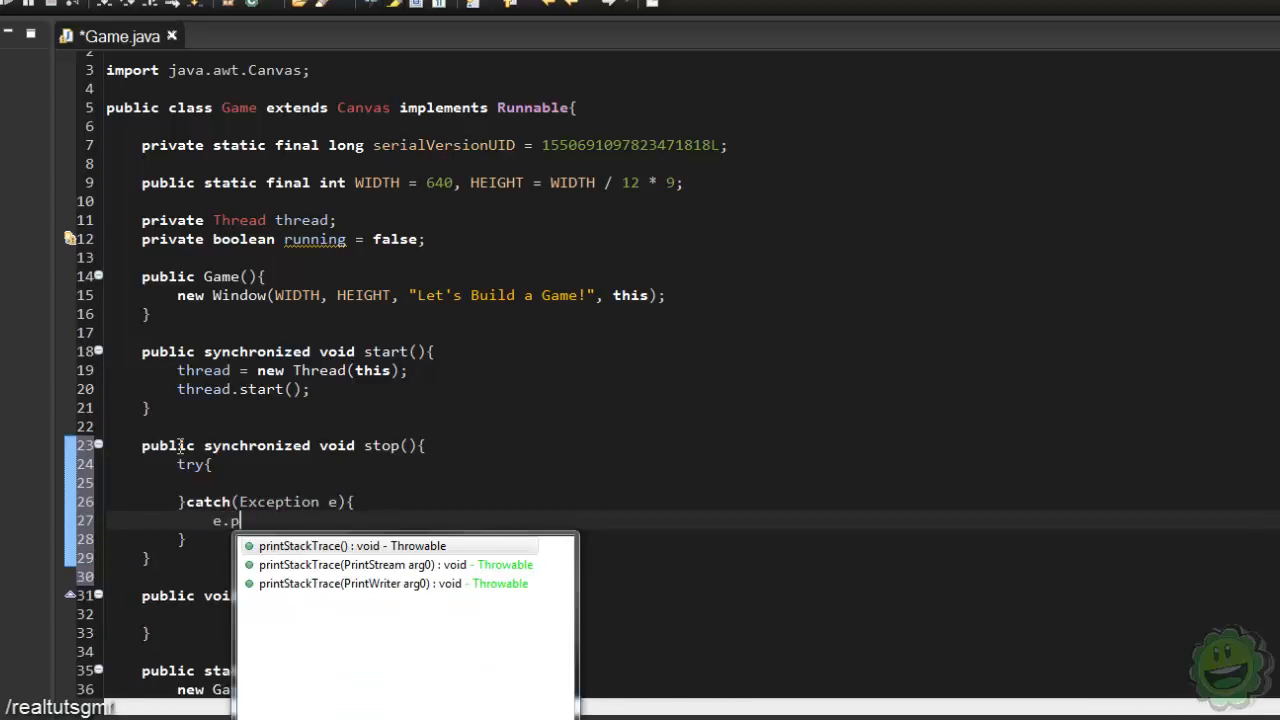 *Game.java
2
3 import java.awt.Canvas;
4
5 public class Game extends Canvas implements Runnable{
6
7 private static final long serialVersionUID = 1550691097823471818L;
8
9 public static final int WIDTH = 640, HEIGHT = WIDTH / 12 * 9;
10
11 private Thread thread;
12 private boolean running = false;
13
14 public Game(){
15 new Window(WIDTH, HEIGHT, "Let's Build a Game!", this);
16 }
17
18 public synchronized void start(){
19 thread = new Thread(this);
20 thread.start();
21 }
22
23 public synchronized void stop(){
24 try{
25
26 }catch(Exception e){
27 e.p
28 }
29 }
30
printStackTrace() : void - Throwable
printStackTrace(PrintStream arg0) : void - Throwable
printStackTrace(PrintWriter arg0) : void - Throwable
31 public voi
32
33 }
34
35 public sta
36 new Ga
/realtutsgmr